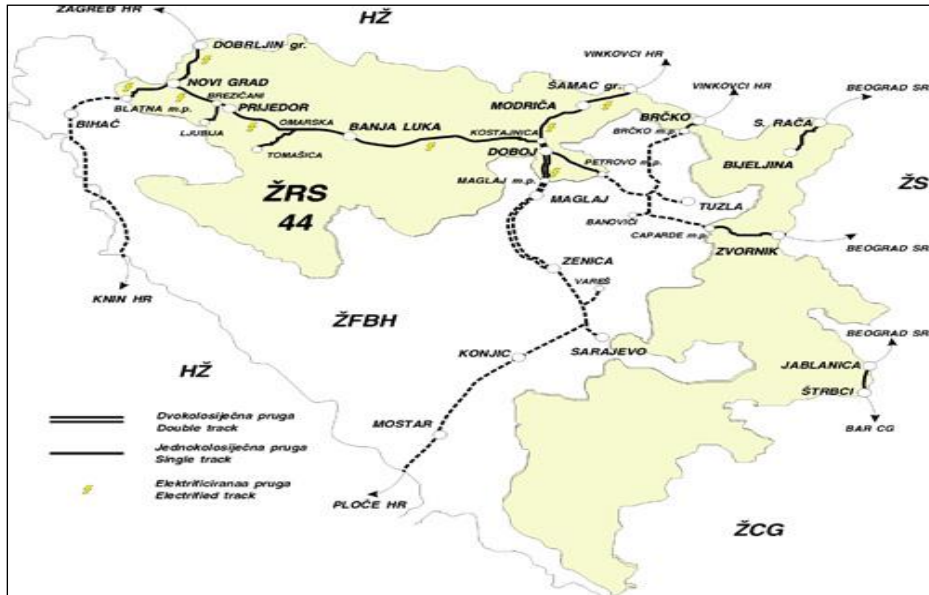 ZAGREB HR
HŽ
DOBRLJIN gr.
VINKOVCI HR
NOVI GRAD
ŠAMAC gr.
VINKOVCI HR
BEOGRAD SR
BREZIČANI
BLATNA m.p.
PRIJEDOR
MODRIČA
BRČKO
S. RAČA
BIHAĆ
LJUBIJA
OMARSKA
BANJA LUKA
KOSTAJNICA
BRČKO m.p.
TOMAŠICA
DOBOJ
PETROVO m.p.
BIJELJINA
ŽRS
44
MAGLAJ m.p.
MAGLAJ
TUZLA
ŽS
BANOVIĆI
CAPARDE m.p.
ZVORNIK
BEOGRAD SR
ZENICA
VAREŠ
KNIN HR
ŽFBH
BEOGRAD SR
KONJIC
SARAJEVO
JABLANICA
HŽ
ŠTRBCI
Dvokolosiječna pruga
Double track
MOSTAR
BAR CG
Jednokolosiječna pruga
Single track
Elektrificiranaa pruga
Electrified track
PLOČE HR
ŽCG